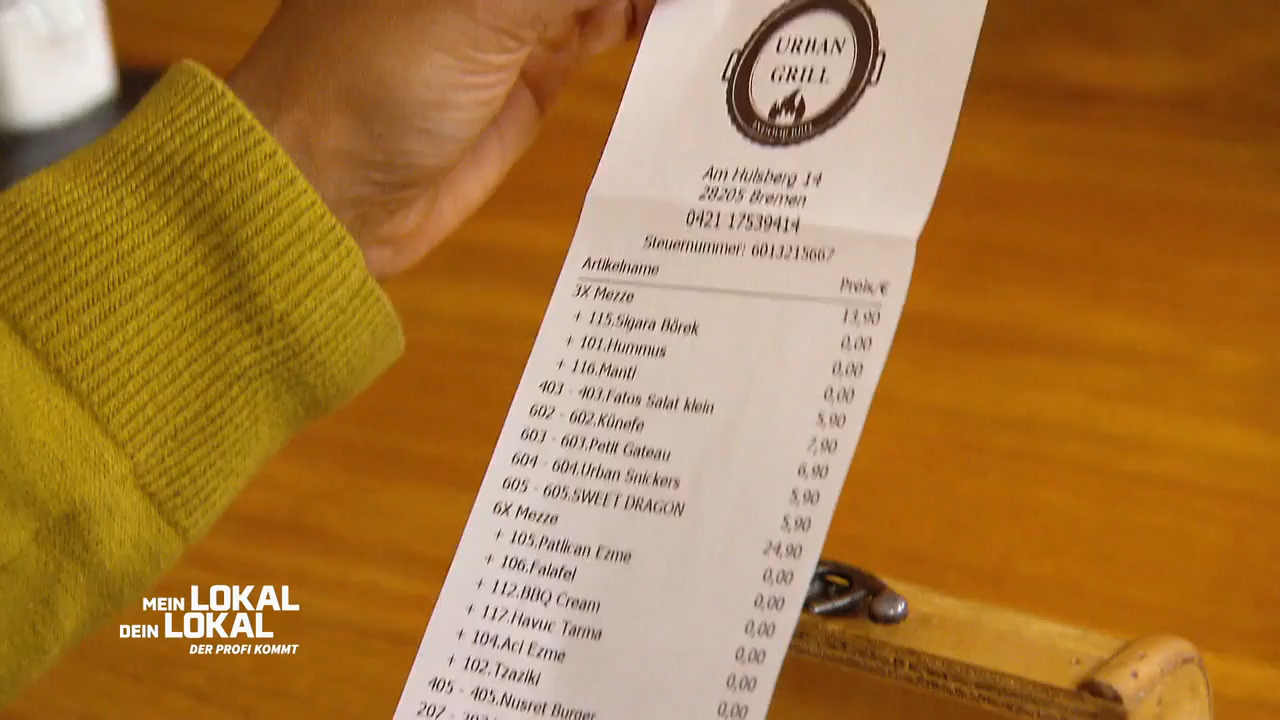 URBAN
GRILL
Am Hulsberg 14
28205 Bremen
0421 17539414
Steuernummer: 6013215667
Artikelname Preis/€
3X Mezze 13,90
+ 115.Sigara Börek 0,00
+ 101.Hummus 0,00
+ 116.Manti 0,00
403 - 403.Fatos Salat klein 5,90
602 - 602.Künefe 7,90
603 - 603.Petit Gateau 6,90
604 - 604.Urban Snickers 5,90
605 - 605.SWEET DRAGON 5,90
6X Mezze 24,90
+ 105.Patlican Ezme 0,00
+ 106.Falafel 0,00
+ 112.BBQ Cream 0,00
+ 117.Havuc Tarma 0,00
+ 104.Aci Ezme 0,00
+ 102.Tzaziki 0,00
405 - 405.Nusret Burger
207 -
MEIN LOKAL
DEIN LOKAL
DER PROFI KOMMT